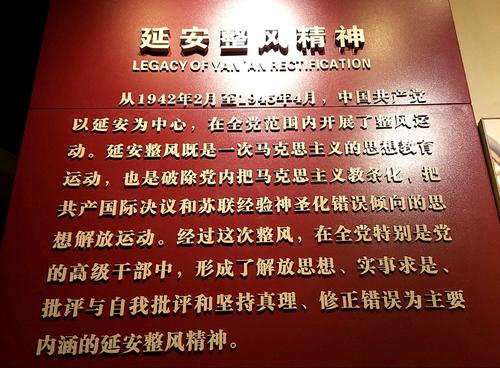 延安整风精神
LEGACY OF YAN'AN RECTIFICATION
从1942年2月至1945年4月，中国共产党
以延安为中心，在全党范围内开展了整风运
动。延安整风既是一次马克思主义的思想教育
运动，也是破除党内把马克思主义教条化、把
共产国际决议和苏联经验神圣化错误倾向的思
想解放运动。经过这次整风，在全党特别是党
的高级干部中，形成了解放思想、实事求是、
批评与自我批评和坚持真理、修正错误为主要
内涵的延安整风精神。